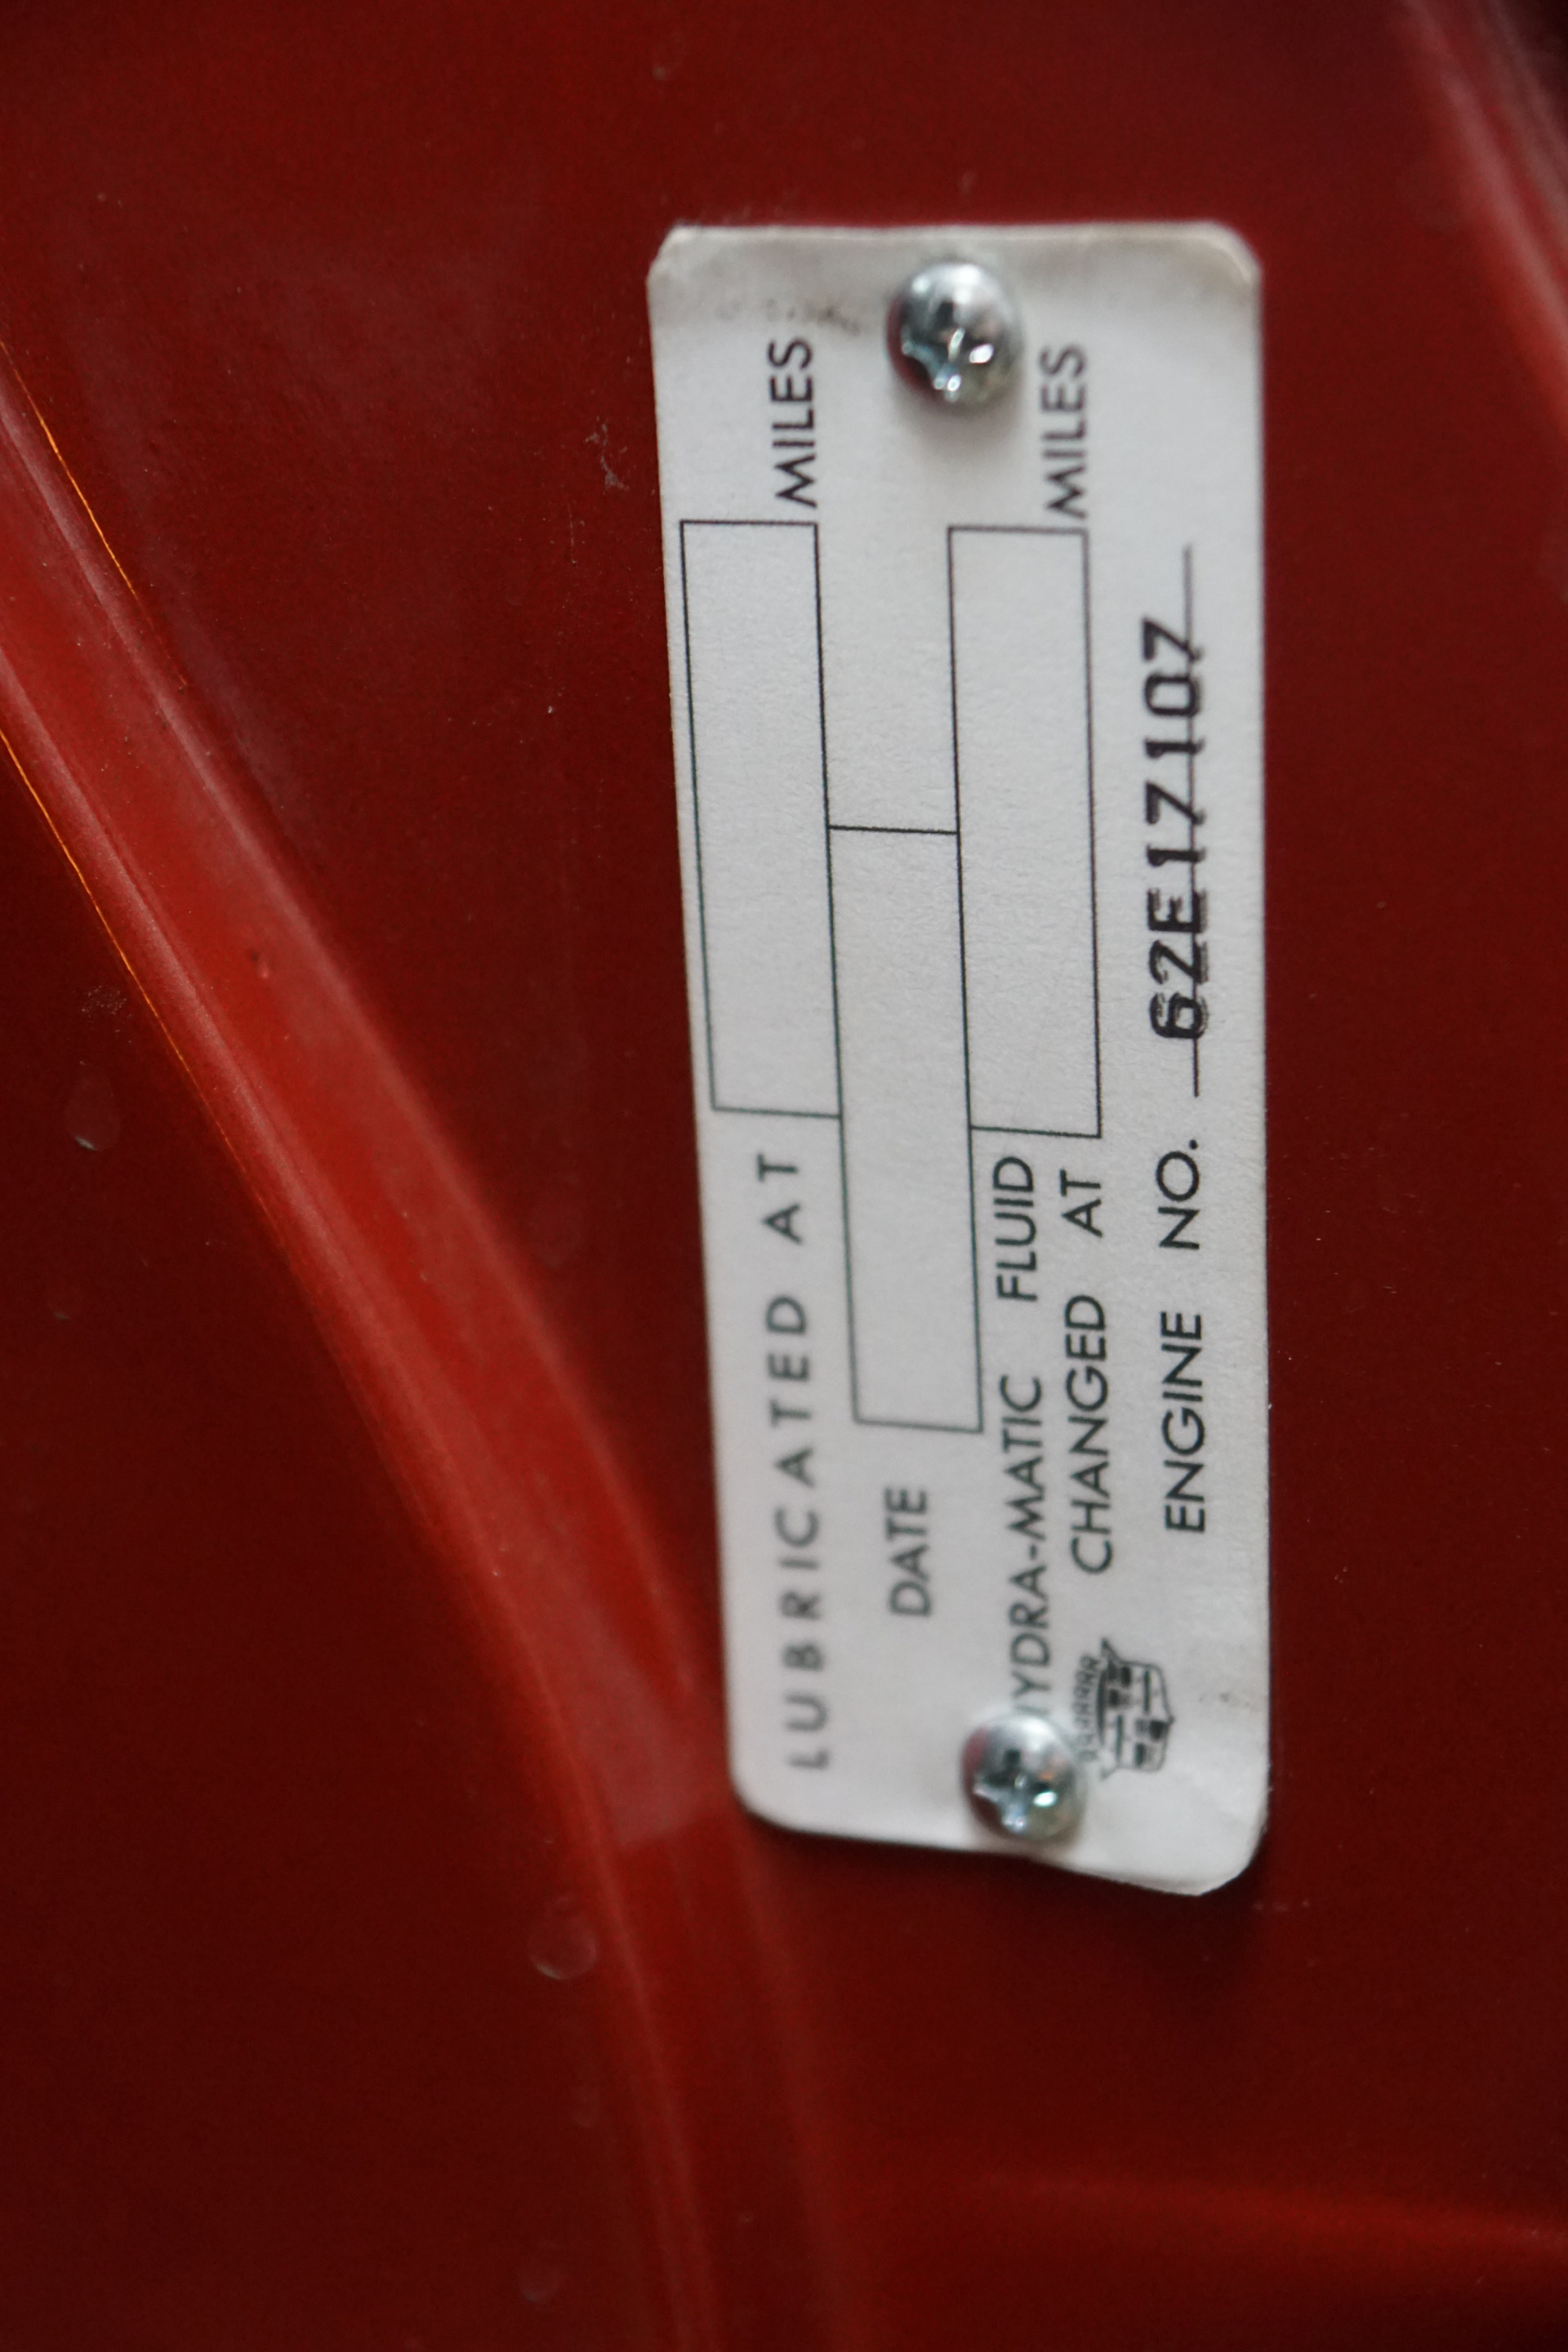 LUBRICATED AT MILES
DATE
HYDRA-MATIC FLUID
CHANGED AT MILES
ENGINE NO. 62E17107